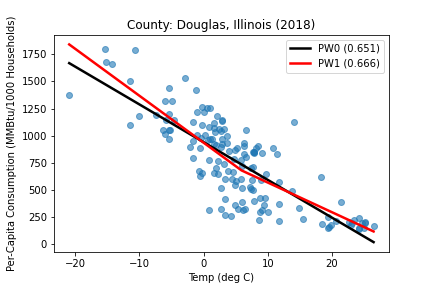 County: Douglas, Illinois (2018)
PW0 (0.651)
PW1 (0.666)
Per-Capita Consumption (MMBtu/1000 Households)
1750
1500
1250
1000
750
500
250
0
−20 −10 0 10 20
Temp (deg C)